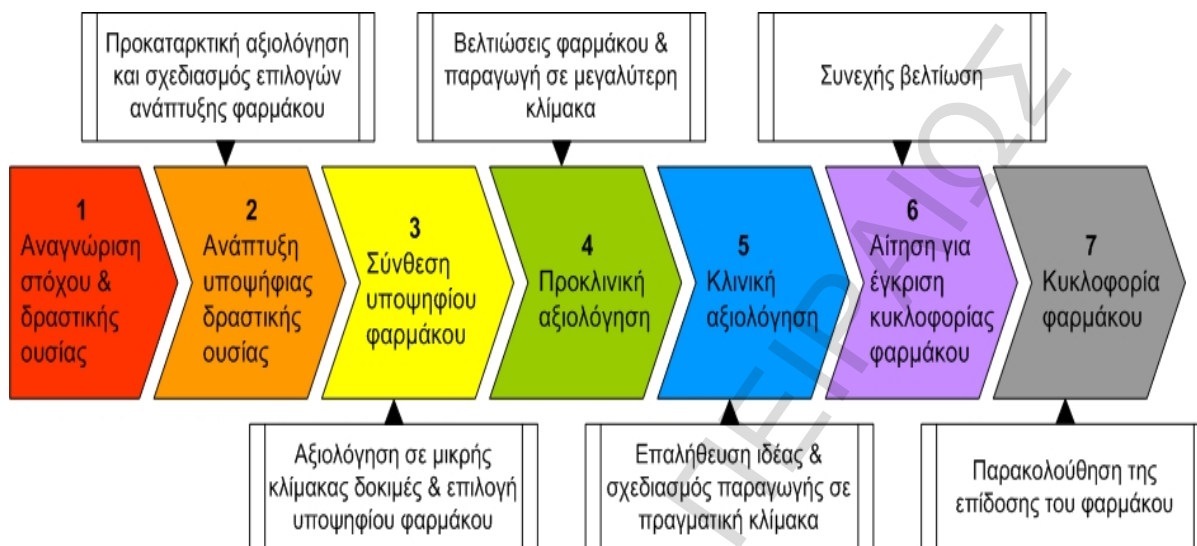 Προκαταρκτική αξιολόγηση
και σχεδιασμός επιλογών
ανάπτυξης φαρμάκου
Βελτιώσεις φαρμάκου &
παραγωγή σε μεγαλύτερη
κλίμακα
Συνεχής βελτίωση
1
Αναγνώριση
στόχου &
δραστικής
ουσίας
2
Ανάπτυξη
υποψήφιας
δραστικής
ουσίας
3
Σύνθεση
υποψηφίου
φαρμάκου
4
Προκλινική
αξιολόγηση
5
Κλινική
αξιολόγηση
6
Αίτηση για
έγκριση
κυκλοφορίας
φαρμάκου
7
Κυκλοφορία
φαρμάκου
Αξιολόγηση σε μικρής
κλίμακας δοκιμές & επιλογή
υποψηφίου φαρμάκου
Επαλήθευση ιδέας &
σχεδιασμός παραγωγής σε
πραγματική κλίμακα
Παρακολούθηση της
επίδοσης του φαρμάκου
ΠΕΙΡΑΙΩΣ